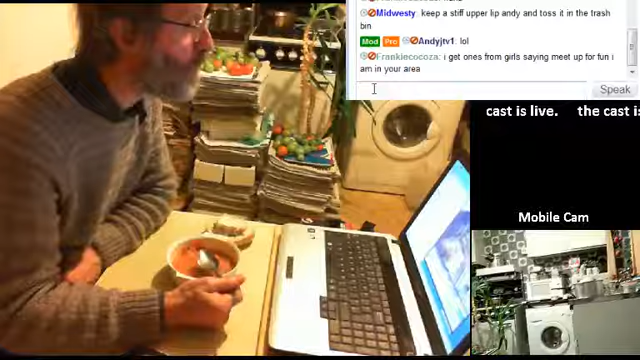 Midwesty: keep a stiff upper lip andy and toss it in the trash
bin
Mod Pro Andyjtv1: lol
Frankiecocoza: i get ones from girls saying meet up for fun i
am in your area
Speak
cast is live. the cast is
Mobile Cam